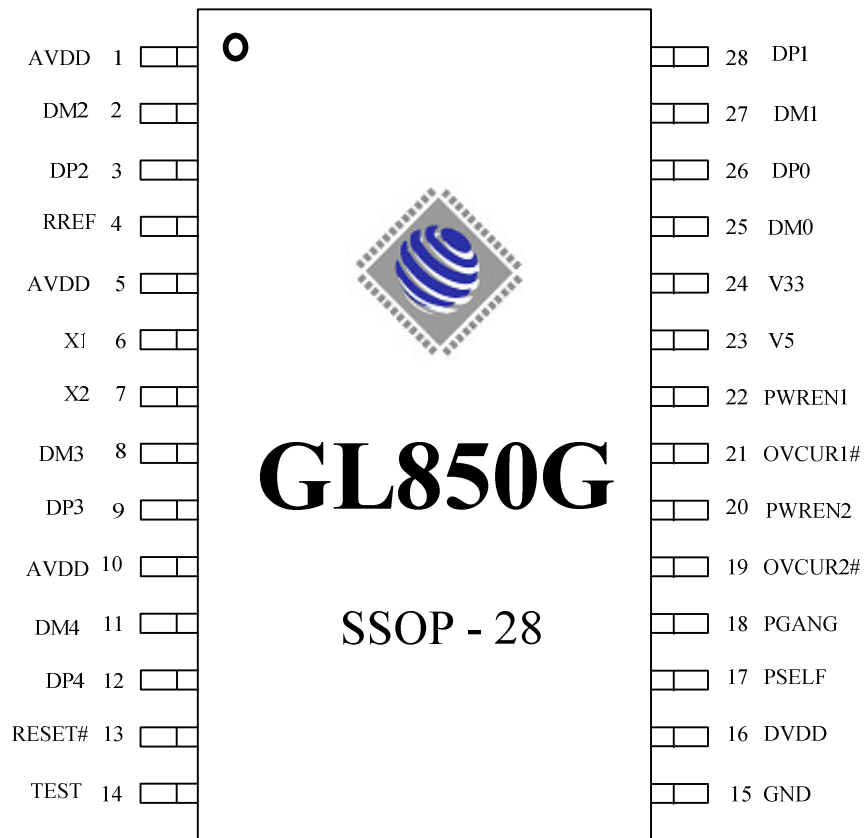 AVDD 1 28 DP1
DM2 2 27 DM1
DP2 3 26 DP0
RREF 4 25 DM0
AVDD 5 24 V33
X1 6 23 V5
X2 7 22 PWREN1
DM3 8 21 OVCUR1#
GL850G
DP3 9 20 PWREN2
AVDD 10 19 OVCUR2#
DM4 11 18 PGANG
SSOP - 28
DP4 12 17 PSELF
RESET# 13 16 DVDD
TEST 14 15 GND